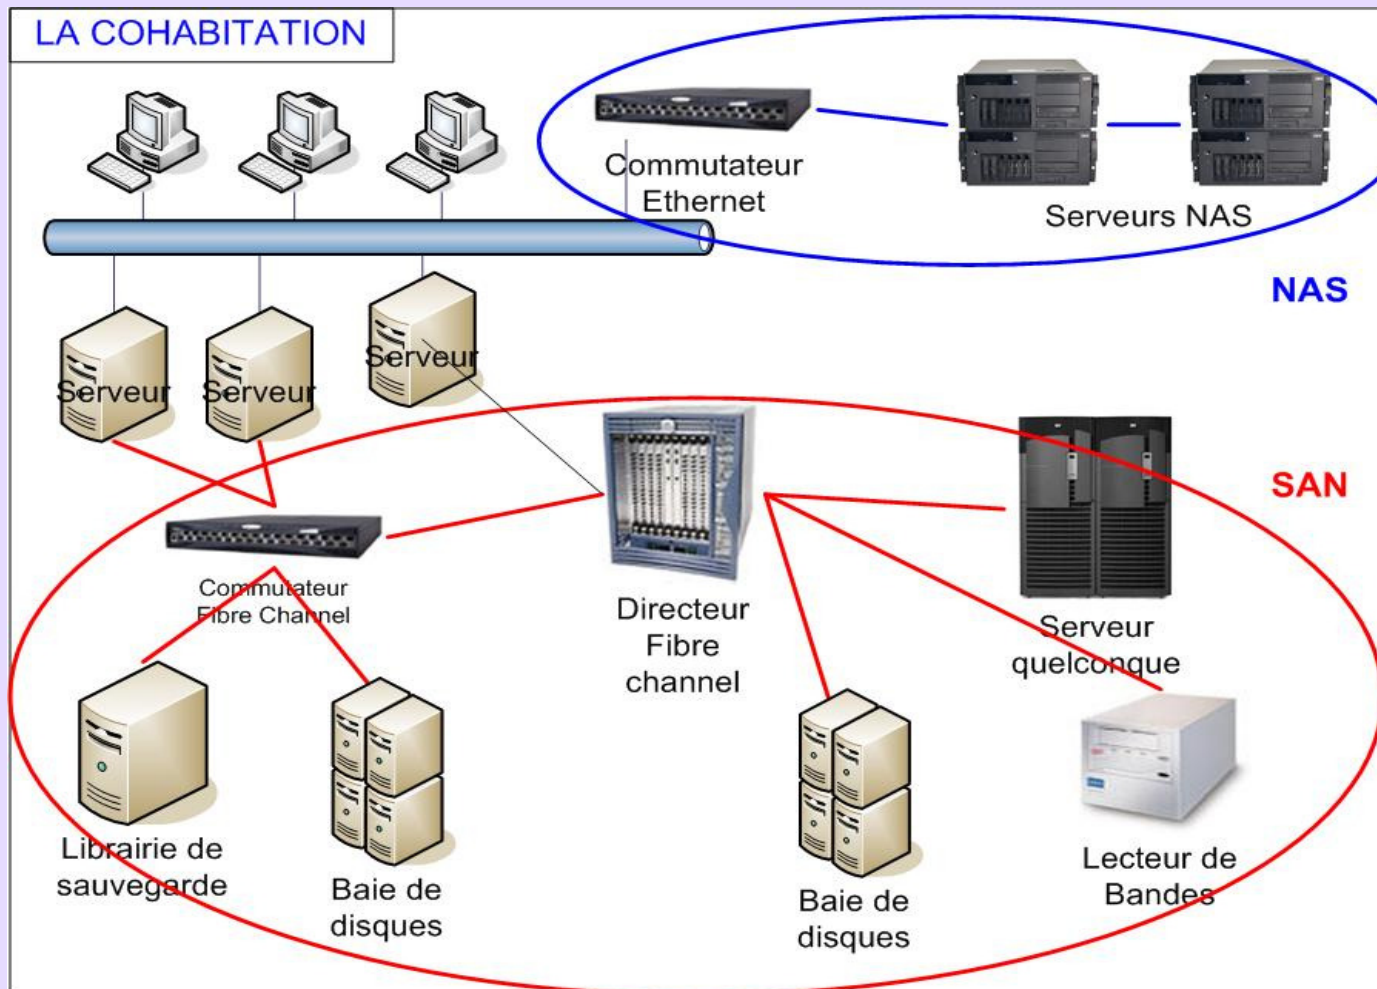 LA COHABITATION
Commutateur
Ethernet
Serveurs NAS
NAS
Serveur
Serveur
Serveur
SAN
Commutateur
Fibre Channel
Directeur
Fibre
channel
Serveur
quelconque
Librairie de
sauvegarde
Baie de
disques
Baie de
disques
Lecteur de
Bandes